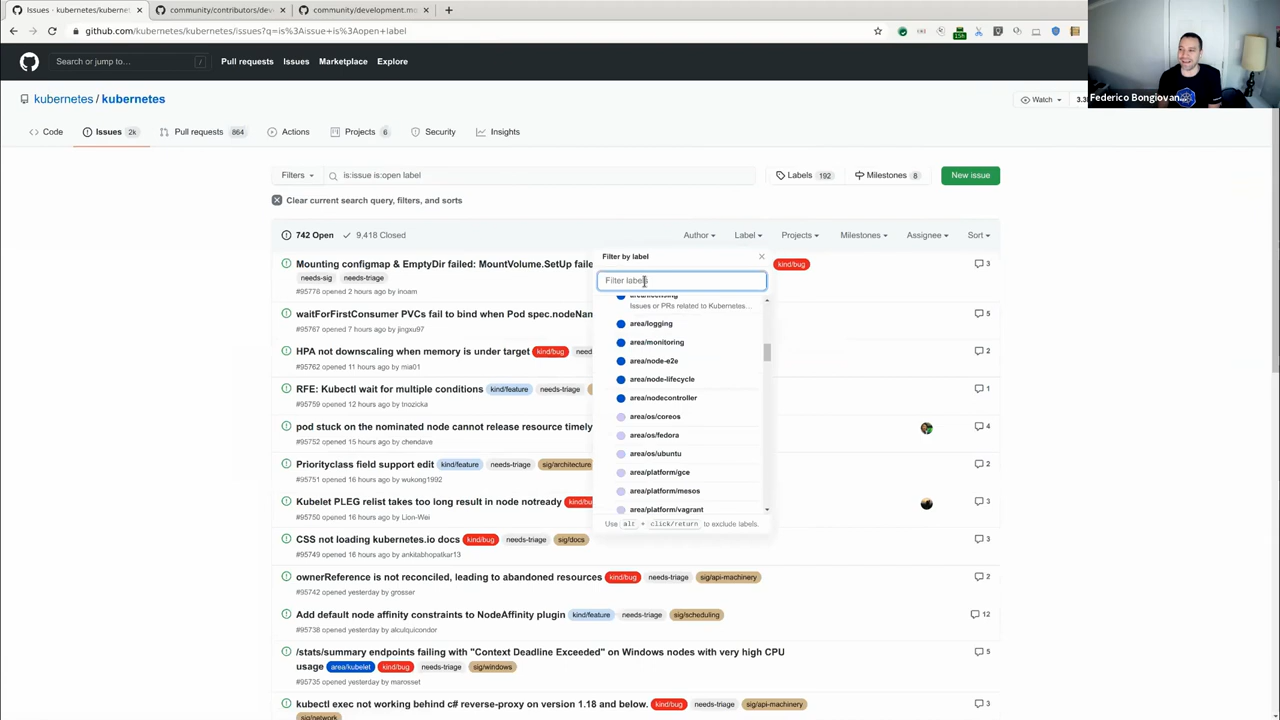 Issues · kubernetes/kubernetes
community/contributors/dev
community/development.md
github.com/kubernetes/kubernetes/issues?q=is%3Aissue+is%3Aopen+label
15h
Search or jump to…
/
Pull requests
Issues
Marketplace
Explore
Federico Bongiovan
kubernetes / kubernetes
Watch
Code
Issues 2k
Pull requests 864
Actions
Projects 6
Security
Insights
Filters
is:issue is:open label
Labels 192
Milestones 8
New issue
Clear current search query, filters, and sorts
742 Open
9,418 Closed
Author
Label
Projects
Milestones
Assignee
Sort
Filter by label
Filter labels
Issues or PRs related to Kubernetes...
area/logging
area/monitoring
area/node-e2e
area/node-lifecycle
area/nodecontroller
area/os/coreos
area/os/fedora
area/os/ubuntu
area/platform/gce
area/platform/mesos
area/platform/vagrant
Use alt + click/return to exclude labels.
Mounting configmap & EmptyDir failed: MountVolume.SetUp faile kind/bug 3
needs-sig needs-triage
#95778 opened 2 hours ago by inoam
waitForFirstConsumer PVCs fail to bind when Pod spec.nodeNam 5
#95767 opened 7 hours ago by jingxu97
HPA not downscaling when memory is under target kind/bug need 2
#95762 opened 11 hours ago by mia01
RFE: Kubectl wait for multiple conditions kind/feature needs-triage 1
#95759 opened 12 hours ago by tnozicka
pod stuck on the nominated node cannot release resource timely 4
#95752 opened 15 hours ago by chendave
Priorityclass field support edit kind/feature needs-triage sig/architecture 2
#95751 opened 16 hours ago by wukong1992
Kubelet PLEG relist takes too long result in node notready kind/bu 3
#95750 opened 16 hours ago by Lion-Wei
CSS not loading kubernetes.io docs kind/bug needs-triage sig/docs 3
#95749 opened 16 hours ago by ankitabhopatkar13
ownerReference is not reconciled, leading to abandoned resources kind/bug needs-triage sig/api-machinery 2
#95742 opened yesterday by grosser
Add default node affinity constraints to NodeAffinity plugin kind/feature needs-triage sig/scheduling 12
#95738 opened yesterday by alculquicondor
/stats/summary endpoints failing with "Context Deadline Exceeded" on Windows nodes with very high CPU 5
usage area/kubelet kind/bug needs-triage sig/windows
#95735 opened yesterday by marosset
kubectl exec not working behind c# reverse-proxy on version 1.18 and below. kind/bug needs-triage sig/api-machinery 3
sig/network